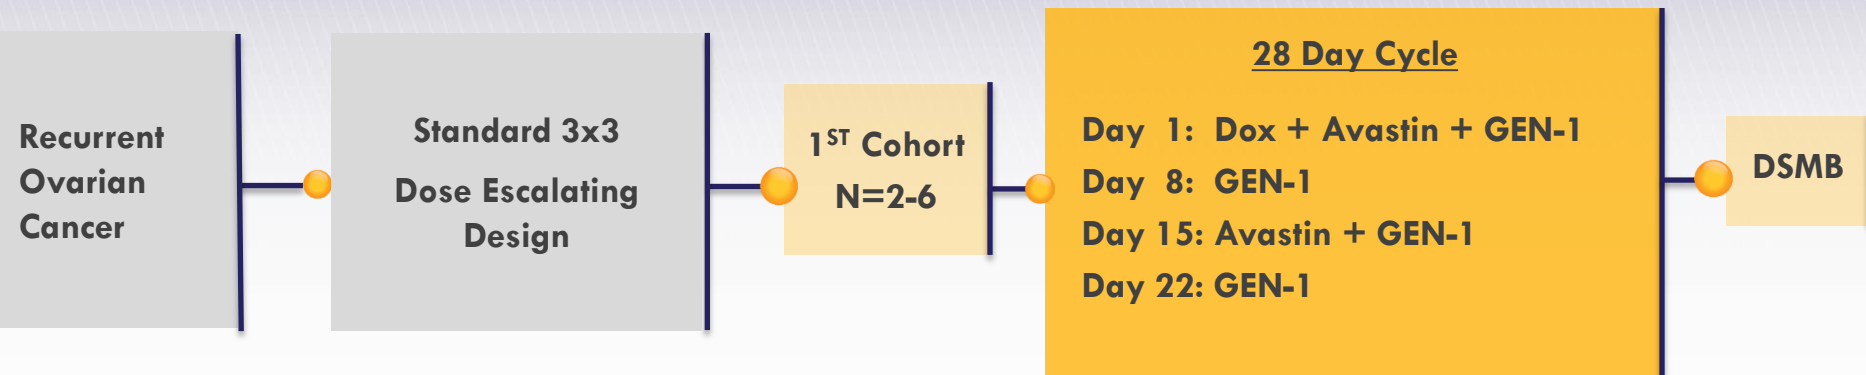 Recurrent
Ovarian
Cancer
Standard 3x3
Dose Escalating
Design
1ST Cohort
N=2-6
28 Day Cycle
Day 1: Dox + Avastin + GEN-1
Day 8: GEN-1
Day 15: Avastin + GEN-1
Day 22: GEN-1
DSMB